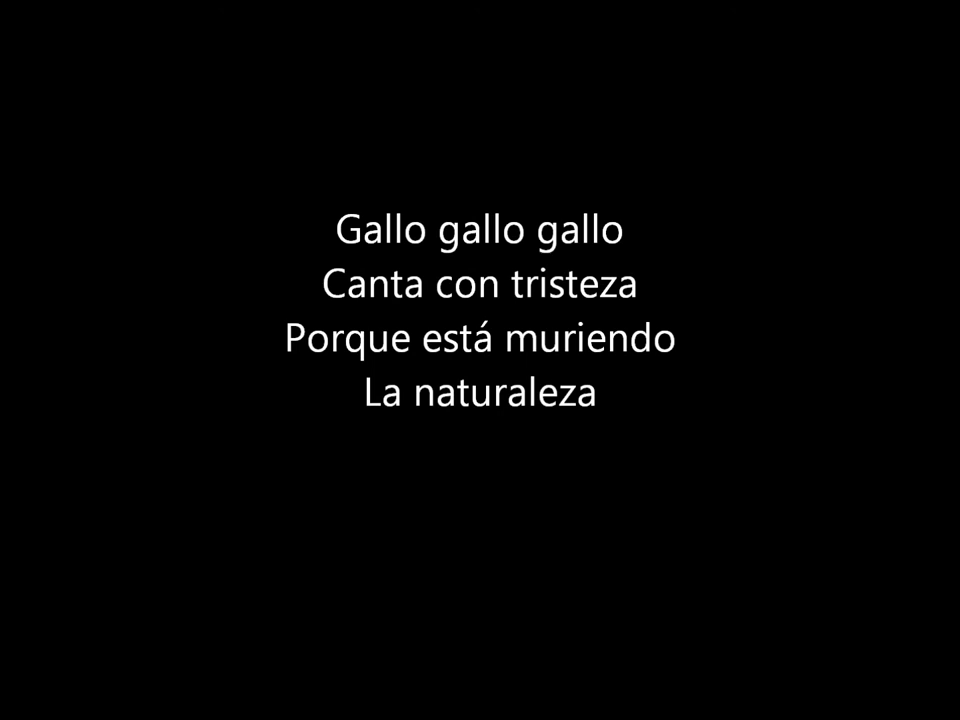 Gallo gallo gallo
Canta con tristeza
Porque está muriendo
La naturaleza